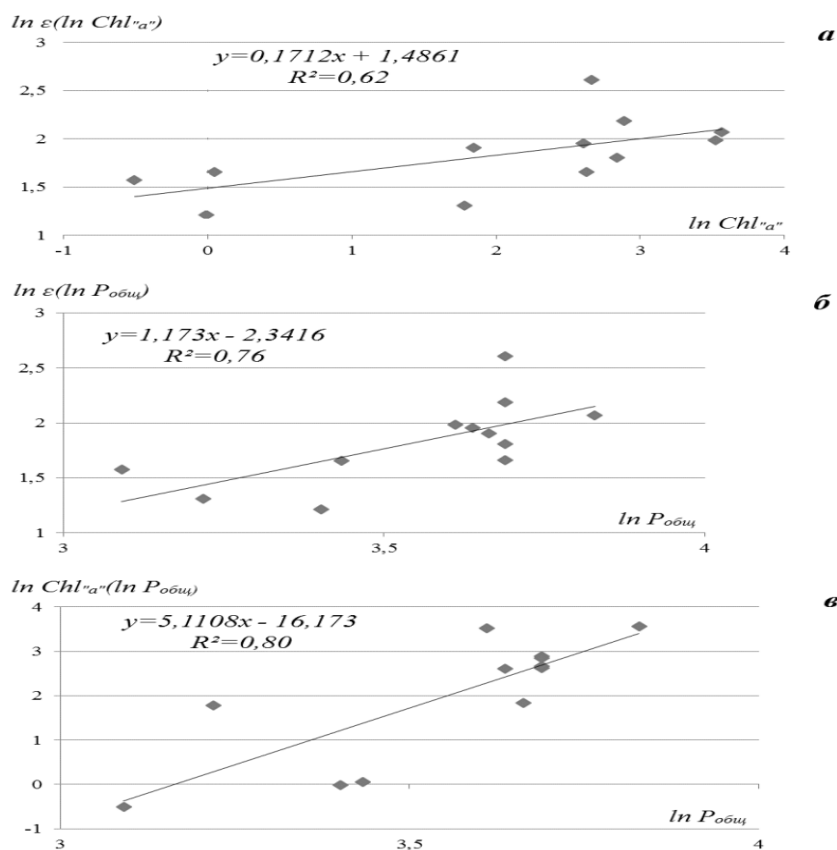 ln ε(ln Chl"a")
а
3
y=0,1712x + 1,4861
R²=0,62
2,5
2
1,5
ln Chl"a"
1
-1 0 1 2 3 4
ln ε(ln Pобщ)
б
3
y=1,173x - 2,3416
R²=0,76
2,5
2
1,5
ln Pобщ
1
3 3,5 4
ln Chl"a"(ln Pобщ)
в
4
y=5,1108x - 16,173
R²=0,80
3
2
1
0
ln Pобщ
-1
3 3,5 4